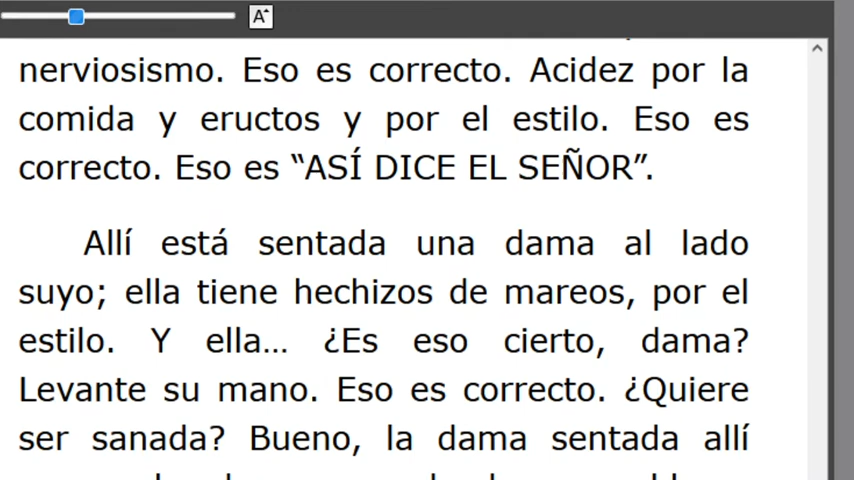 A
nerviosismo. Eso es correcto. Acidez por la
comida y eructos y por el estilo. Eso es
correcto. Eso es “ASÍ DICE EL SEÑOR”.
Allí está sentada una dama al lado
suyo; ella tiene hechizos de mareos, por el
estilo. Y ella... ¿Es eso cierto, dama?
Levante su mano. Eso es correcto. ¿Quiere
ser sanada? Bueno, la dama sentada allí